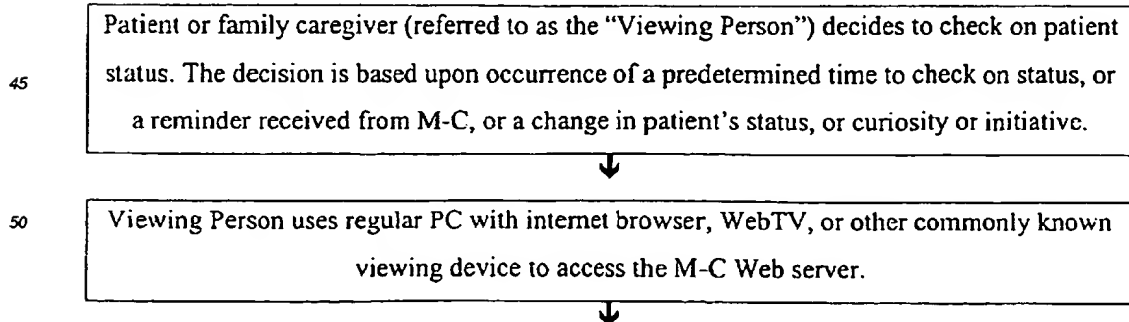 Patient or family caregiver (referred to as the “Viewing Person”) decides to check on patient
45
status. The decision is based upon occurrence of a predetermined time to check on status, or
a reminder received from M-C, or a change in patient's status, or curiosity or initiative.
50
Viewing Person uses regular PC with internet browser, WebTV, or other commonly known
viewing device to access the M-C Web server.